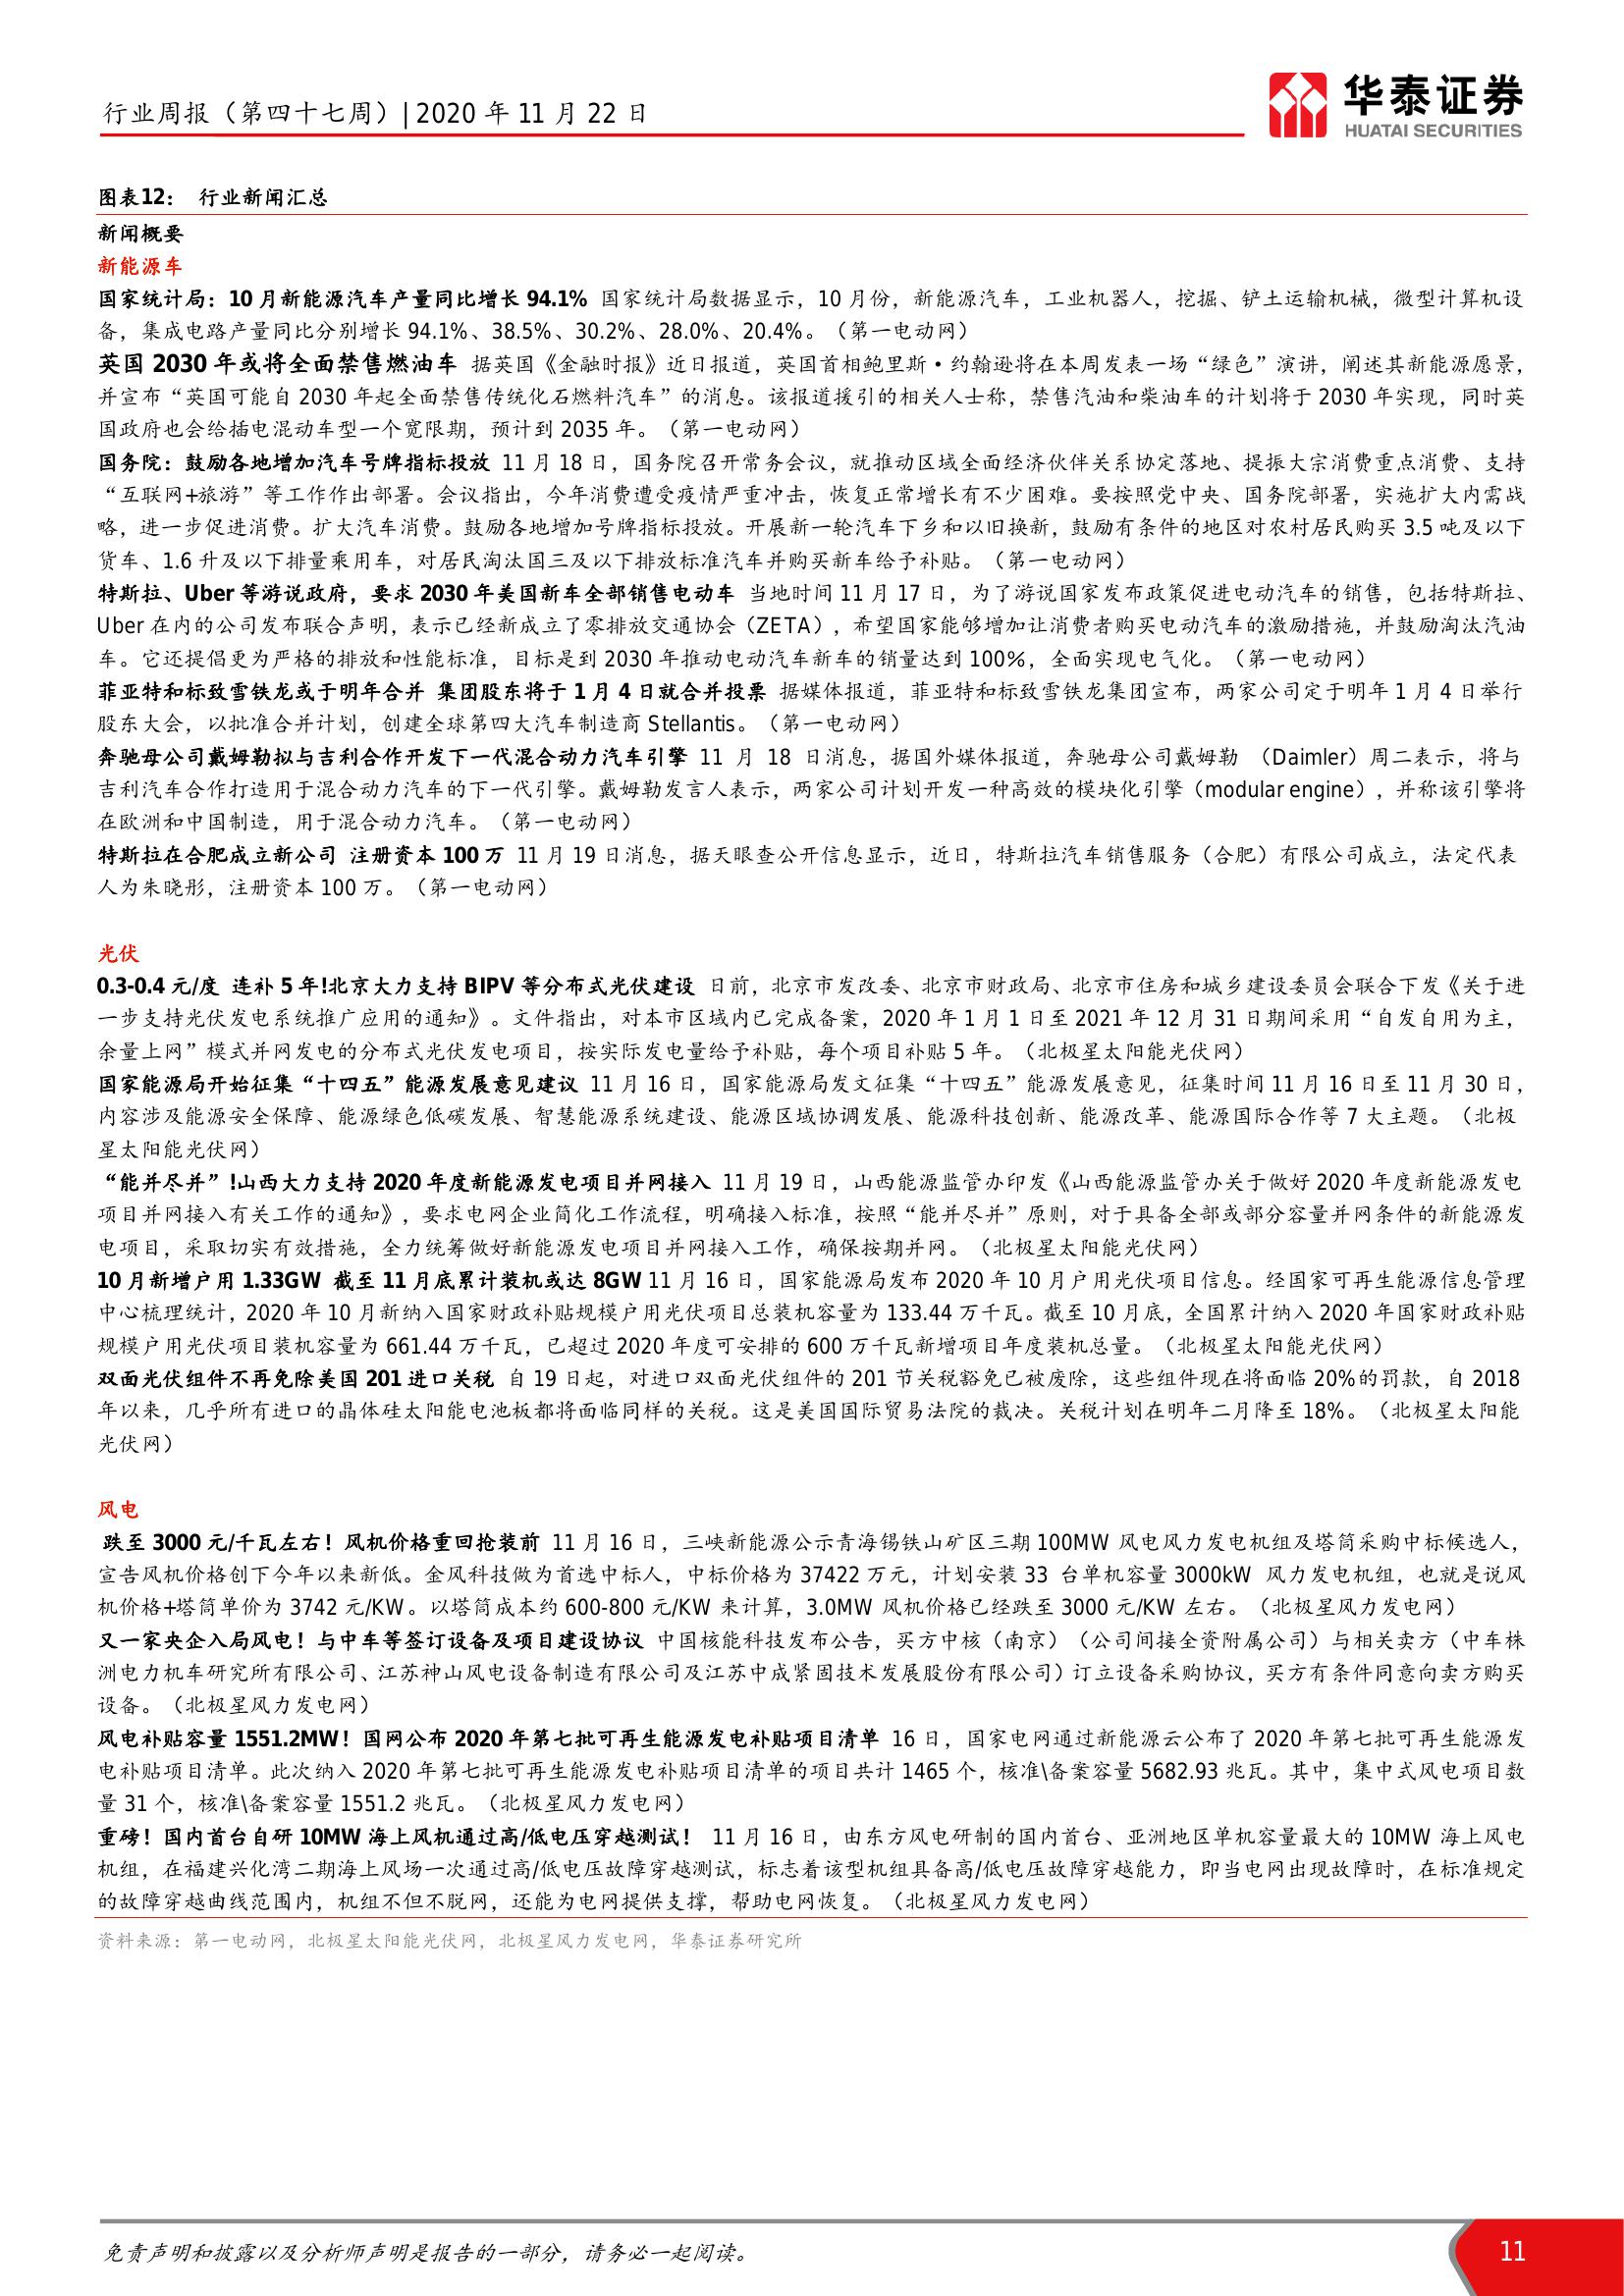 行业周报（第四十七周）| 2020 年 11 月 22 日
华泰证券
HUATAI SECURITIES
图表12： 行业新闻汇总
新闻概要
新能源车
国家统计局：10 月新能源汽车产量同比增长 94.1% 国家统计局数据显示，10 月份，新能源汽车，工业机器人，挖掘、铲土运输机械，微型计算机设
备，集成电路产量同比分别增长 94.1%、38.5%、30.2%、28.0%、20.4%。（第一电动网）
英国 2030 年或将全面禁售燃油车 据英国《金融时报》近日报道，英国首相鲍里斯·约翰逊将在本周发表一场“绿色”演讲，阐述其新能源愿景，
并宣布“英国可能自 2030 年起全面禁售传统化石燃料汽车”的消息。该报道援引的相关人士称，禁售汽油和柴油车的计划将于 2030 年实现，同时英
国政府也会给插电混动车型一个宽限期，预计到 2035 年。（第一电动网）
国务院：鼓励各地增加汽车号牌指标投放 11 月 18 日，国务院召开常务会议，就推动区域全面经济伙伴关系协定落地、提振大宗消费重点消费、支持
“互联网+旅游”等工作作出部署。会议指出，今年消费遭受疫情严重冲击，恢复正常增长有不少困难。要按照党中央、国务院部署，实施扩大内需战
略，进一步促进消费。扩大汽车消费。鼓励各地增加号牌指标投放。开展新一轮汽车下乡和以旧换新，鼓励有条件的地区对农村居民购买 3.5 吨及以下
货车、1.6 升及以下排量乘用车，对居民淘汰国三及以下排放标准汽车并购买新车给予补贴。（第一电动网）
特斯拉、Uber 等游说政府，要求 2030 年美国新车全部销售电动车 当地时间 11 月 17 日，为了游说国家发布政策促进电动汽车的销售，包括特斯拉、
Uber 在内的公司发布联合声明，表示已经新成立了零排放交通协会（ZETA），希望国家能够增加让消费者购买电动汽车的激励措施，并鼓励淘汰汽油
车。它还提倡更为严格的排放和性能标准，目标是到 2030 年推动电动汽车新车的销量达到 100%，全面实现电气化。（第一电动网）
菲亚特和标致雪铁龙或于明年合并 集团股东将于 1 月 4 日就合并投票 据媒体报道，菲亚特和标致雪铁龙集团宣布，两家公司定于明年 1 月 4 日举行
股东大会，以批准合并计划，创建全球第四大汽车制造商 Stellantis。（第一电动网）
奔驰母公司戴姆勒拟与吉利合作开发下一代混合动力汽车引擎 11 月 18 日消息，据国外媒体报道，奔驰母公司戴姆勒 （Daimler）周二表示，将与
吉利汽车合作打造用于混合动力汽车的下一代引擎。戴姆勒发言人表示，两家公司计划开发一种高效的模块化引擎（modular engine），并称该引擎将
在欧洲和中国制造，用于混合动力汽车。（第一电动网）
特斯拉在合肥成立新公司 注册资本 100 万 11 月 19 日消息，据天眼查公开信息显示，近日，特斯拉汽车销售服务（合肥）有限公司成立，法定代表
人为朱晓彤，注册资本 100 万。（第一电动网）
光伏
0.3-0.4 元/度 连补 5 年!北京大力支持 BIPV 等分布式光伏建设 日前，北京市发改委、北京市财政局、北京市住房和城乡建设委员会联合下发《关于进
一步支持光伏发电系统推广应用的通知》。文件指出，对本市区域内已完成备案，2020 年 1 月 1 日至 2021 年 12 月 31 日期间采用“自发自用为主，
余量上网”模式并网发电的分布式光伏发电项目，按实际发电量给予补贴，每个项目补贴 5 年。（北极星太阳能光伏网）
国家能源局开始征集“十四五”能源发展意见建议 11 月 16 日，国家能源局发文征集“十四五”能源发展意见，征集时间 11 月 16 日至 11 月 30 日，
内容涉及能源安全保障、能源绿色低碳发展、智慧能源系统建设、能源区域协调发展、能源科技创新、能源改革、能源国际合作等 7 大主题。（北极
星太阳能光伏网）
“能并尽并”!山西大力支持 2020 年度新能源发电项目并网接入 11 月 19 日，山西能源监管办印发《山西能源监管办关于做好 2020 年度新能源发电
项目并网接入有关工作的通知》，要求电网企业简化工作流程，明确接入标准，按照“能并尽并”原则，对于具备全部或部分容量并网条件的新能源发
电项目，采取切实有效措施，全力统筹做好新能源发电项目并网接入工作，确保按期并网。（北极星太阳能光伏网）
10 月新增户用 1.33GW 截至 11 月底累计装机或达 8GW 11 月 16 日，国家能源局发布 2020 年 10 月户用光伏项目信息。经国家可再生能源信息管理
中心梳理统计，2020 年 10 月新纳入国家财政补贴规模户用光伏项目总装机容量为 133.44 万千瓦。截至 10 月底，全国累计纳入 2020 年国家财政补贴
规模户用光伏项目装机容量为 661.44 万千瓦，已超过 2020 年度可安排的 600 万千瓦新增项目年度装机总量。（北极星太阳能光伏网）
双面光伏组件不再免除美国 201 进口关税 自 19 日起，对进口双面光伏组件的 201 节关税豁免已被废除，这些组件现在将面临 20%的罚款，自 2018
年以来，几乎所有进口的晶体硅太阳能电池板都将面临同样的关税。这是美国国际贸易法院的裁决。关税计划在明年二月降至 18%。（北极星太阳能
光伏网）
风电
跌至 3000 元/千瓦左右！风机价格重回抢装前 11 月 16 日，三峡新能源公示青海锡铁山矿区三期 100MW 风电风力发电机组及塔筒采购中标候选人，
宣告风机价格创下今年以来新低。金风科技做为首选中标人，中标价格为 37422 万元，计划安装 33 台单机容量 3000kW 风力发电机组，也就是说风
机价格+塔筒单价为 3742 元/KW。以塔筒成本约 600-800 元/KW 来计算，3.0MW 风机价格已经跌至 3000 元/KW 左右。（北极星风力发电网）
又一家央企入局风电！与中车等签订设备及项目建设协议 中国核能科技发布公告，买方中核（南京）（公司间接全资附属公司）与相关卖方（中车株
洲电力机车研究所有限公司、江苏神山风电设备制造有限公司及江苏中成紧固技术发展股份有限公司）订立设备采购协议，买方有条件同意向卖方购买
设备。（北极星风力发电网）
风电补贴容量 1551.2MW！国网公布 2020 年第七批可再生能源发电补贴项目清单 16 日，国家电网通过新能源云公布了 2020 年第七批可再生能源发
电补贴项目清单。此次纳入 2020 年第七批可再生能源发电补贴项目清单的项目共计 1465 个，核准\备案容量 5682.93 兆瓦。其中，集中式风电项目数
量 31 个，核准\备案容量 1551.2 兆瓦。（北极星风力发电网）
重磅！国内首台自研 10MW 海上风机通过高/低电压穿越测试！ 11 月 16 日，由东方风电研制的国内首台、亚洲地区单机容量最大的 10MW 海上风电
机组，在福建兴化湾二期海上风场一次通过高/低电压故障穿越测试，标志着该型机组具备高/低电压故障穿越能力，即当电网出现故障时，在标准规定
的故障穿越曲线范围内，机组不但不脱网，还能为电网提供支撑，帮助电网恢复。（北极星风力发电网）
资料来源：第一电动网，北极星太阳能光伏网，北极星风力发电网，华泰证券研究所
免责声明和披露以及分析师声明是报告的一部分，请务必一起阅读。
11